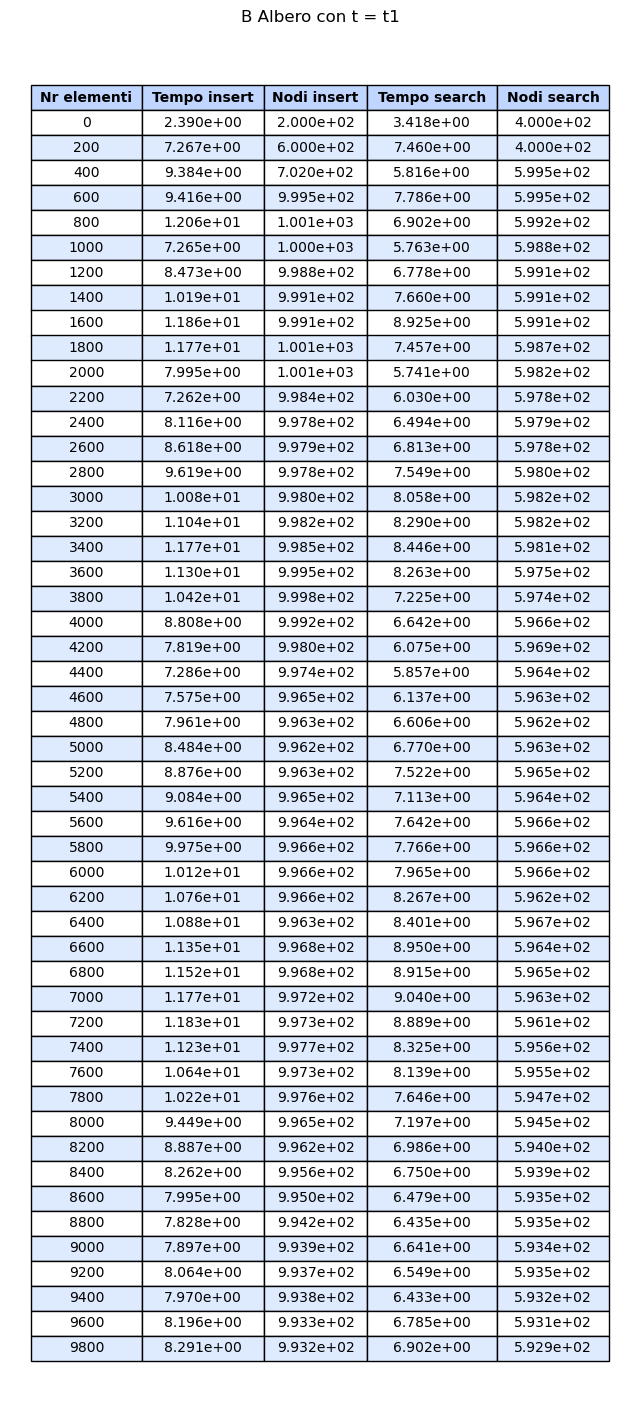 B Albero con t = t1
Nr elementi Tempo insert Nodi insert Tempo search Nodi search
0 2.390e+00 2.000e+02 3.418e+00 4.000e+02
200 7.267e+00 6.000e+02 7.460e+00 4.000e+02
400 9.384e+00 7.020e+02 5.816e+00 5.995e+02
600 9.416e+00 9.995e+02 7.786e+00 5.995e+02
800 1.206e+01 1.001e+03 6.902e+00 5.992e+02
1000 7.265e+00 1.000e+03 5.763e+00 5.988e+02
1200 8.473e+00 9.988e+02 6.778e+00 5.991e+02
1400 1.019e+01 9.991e+02 7.660e+00 5.991e+02
1600 1.186e+01 9.991e+02 8.925e+00 5.991e+02
1800 1.177e+01 1.001e+03 7.457e+00 5.987e+02
2000 7.995e+00 1.001e+03 5.741e+00 5.982e+02
2200 7.262e+00 9.984e+02 6.030e+00 5.978e+02
2400 8.116e+00 9.978e+02 6.494e+00 5.979e+02
2600 8.618e+00 9.979e+02 6.813e+00 5.978e+02
2800 9.619e+00 9.978e+02 7.549e+00 5.980e+02
3000 1.008e+01 9.980e+02 8.058e+00 5.982e+02
3200 1.104e+01 9.982e+02 8.290e+00 5.982e+02
3400 1.177e+01 9.985e+02 8.446e+00 5.981e+02
3600 1.130e+01 9.995e+02 8.263e+00 5.975e+02
3800 1.042e+01 9.998e+02 7.225e+00 5.974e+02
4000 8.808e+00 9.992e+02 6.642e+00 5.966e+02
4200 7.819e+00 9.980e+02 6.075e+00 5.969e+02
4400 7.286e+00 9.974e+02 5.857e+00 5.964e+02
4600 7.575e+00 9.965e+02 6.137e+00 5.963e+02
4800 7.961e+00 9.963e+02 6.606e+00 5.962e+02
5000 8.484e+00 9.962e+02 6.770e+00 5.963e+02
5200 8.876e+00 9.963e+02 7.522e+00 5.965e+02
5400 9.084e+00 9.965e+02 7.113e+00 5.964e+02
5600 9.616e+00 9.964e+02 7.642e+00 5.966e+02
5800 9.975e+00 9.966e+02 7.766e+00 5.966e+02
6000 1.012e+01 9.966e+02 7.965e+00 5.966e+02
6200 1.076e+01 9.966e+02 8.267e+00 5.962e+02
6400 1.088e+01 9.963e+02 8.401e+00 5.967e+02
6600 1.135e+01 9.968e+02 8.950e+00 5.964e+02
6800 1.152e+01 9.968e+02 8.915e+00 5.965e+02
7000 1.177e+01 9.972e+02 9.040e+00 5.963e+02
7200 1.183e+01 9.973e+02 8.889e+00 5.961e+02
7400 1.123e+01 9.977e+02 8.325e+00 5.956e+02
7600 1.064e+01 9.973e+02 8.139e+00 5.955e+02
7800 1.022e+01 9.976e+02 7.646e+00 5.947e+02
8000 9.449e+00 9.965e+02 7.197e+00 5.945e+02
8200 8.887e+00 9.962e+02 6.986e+00 5.940e+02
8400 8.262e+00 9.956e+02 6.750e+00 5.939e+02
8600 7.995e+00 9.950e+02 6.479e+00 5.935e+02
8800 7.828e+00 9.942e+02 6.435e+00 5.935e+02
9000 7.897e+00 9.939e+02 6.641e+00 5.934e+02
9200 8.064e+00 9.937e+02 6.549e+00 5.935e+02
9400 7.970e+00 9.938e+02 6.433e+00 5.932e+02
9600 8.196e+00 9.933e+02 6.785e+00 5.931e+02
9800 8.291e+00 9.932e+02 6.902e+00 5.929e+02